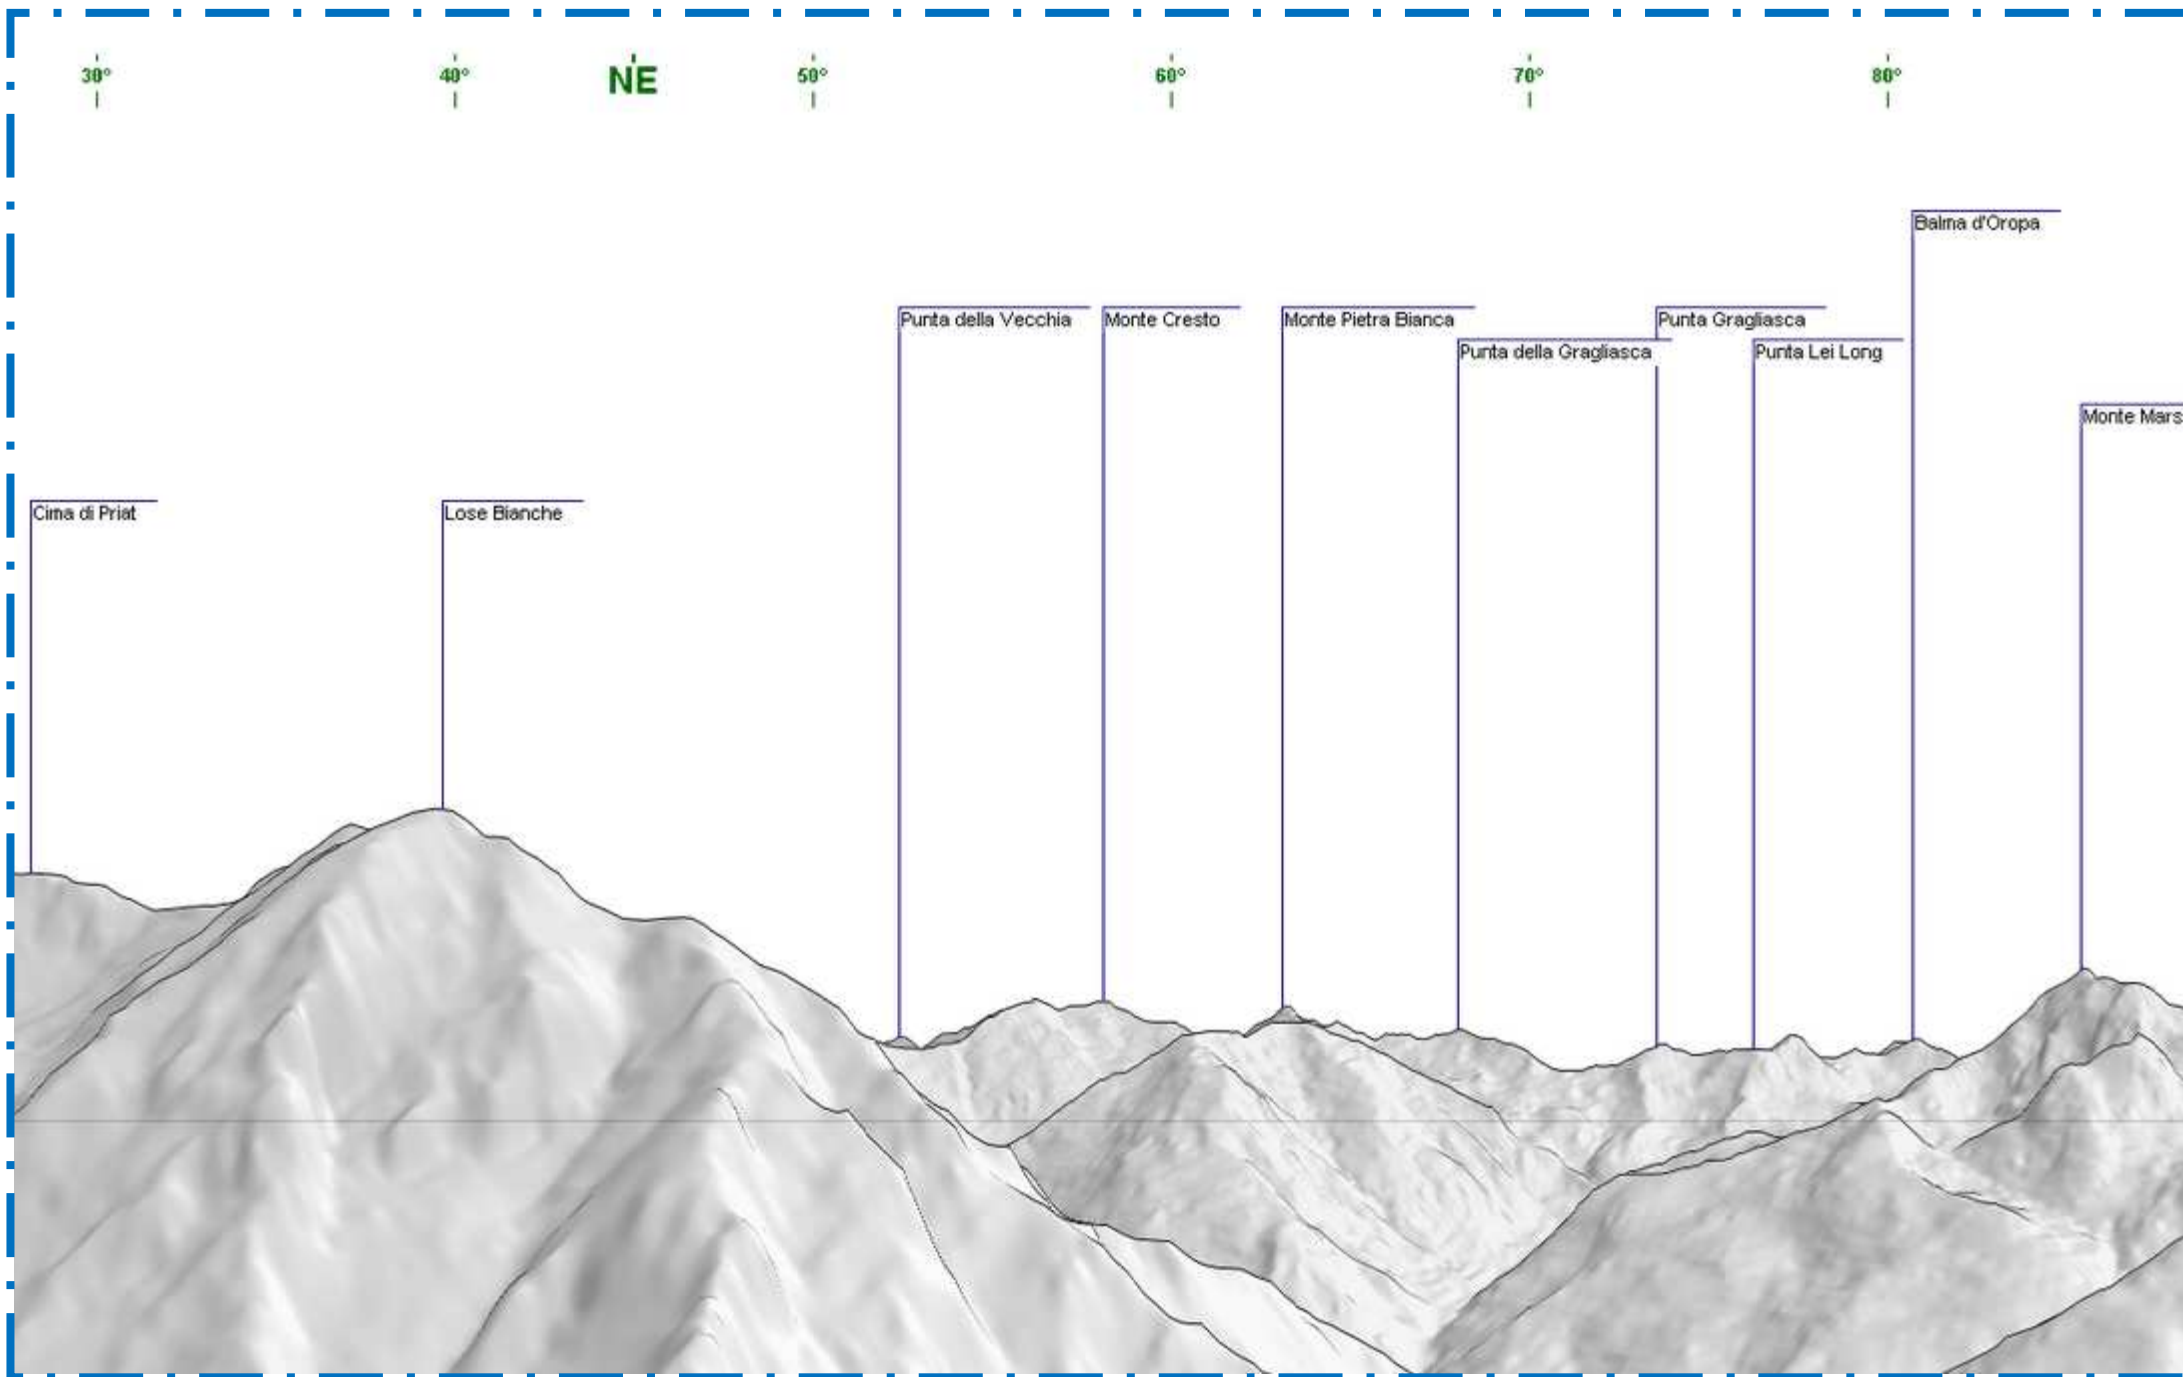 30°
40°
NE
50°
60°
70°
80°
Balma d'Oropa
Punta della Vecchia
Monte Cresto
Monte Pietra Bianca
Punta Gragliasca
Punta della Gragliasca
Punta Lei Long
Monte Mars
Cima di Priat
Lose Bianche